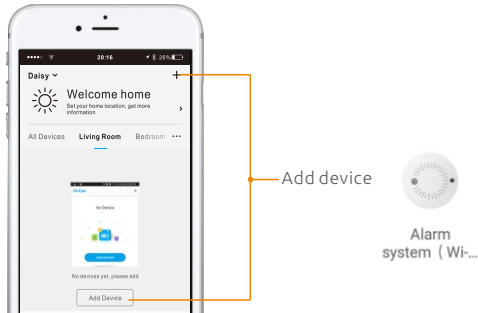 20:16
26%
Daisy
Welcome home
Set your home location, get more
information
All Devices Living Room Bedroom
No Device
No devices yet, please add
Add Device
Add device
Alarm
system ( Wi-...